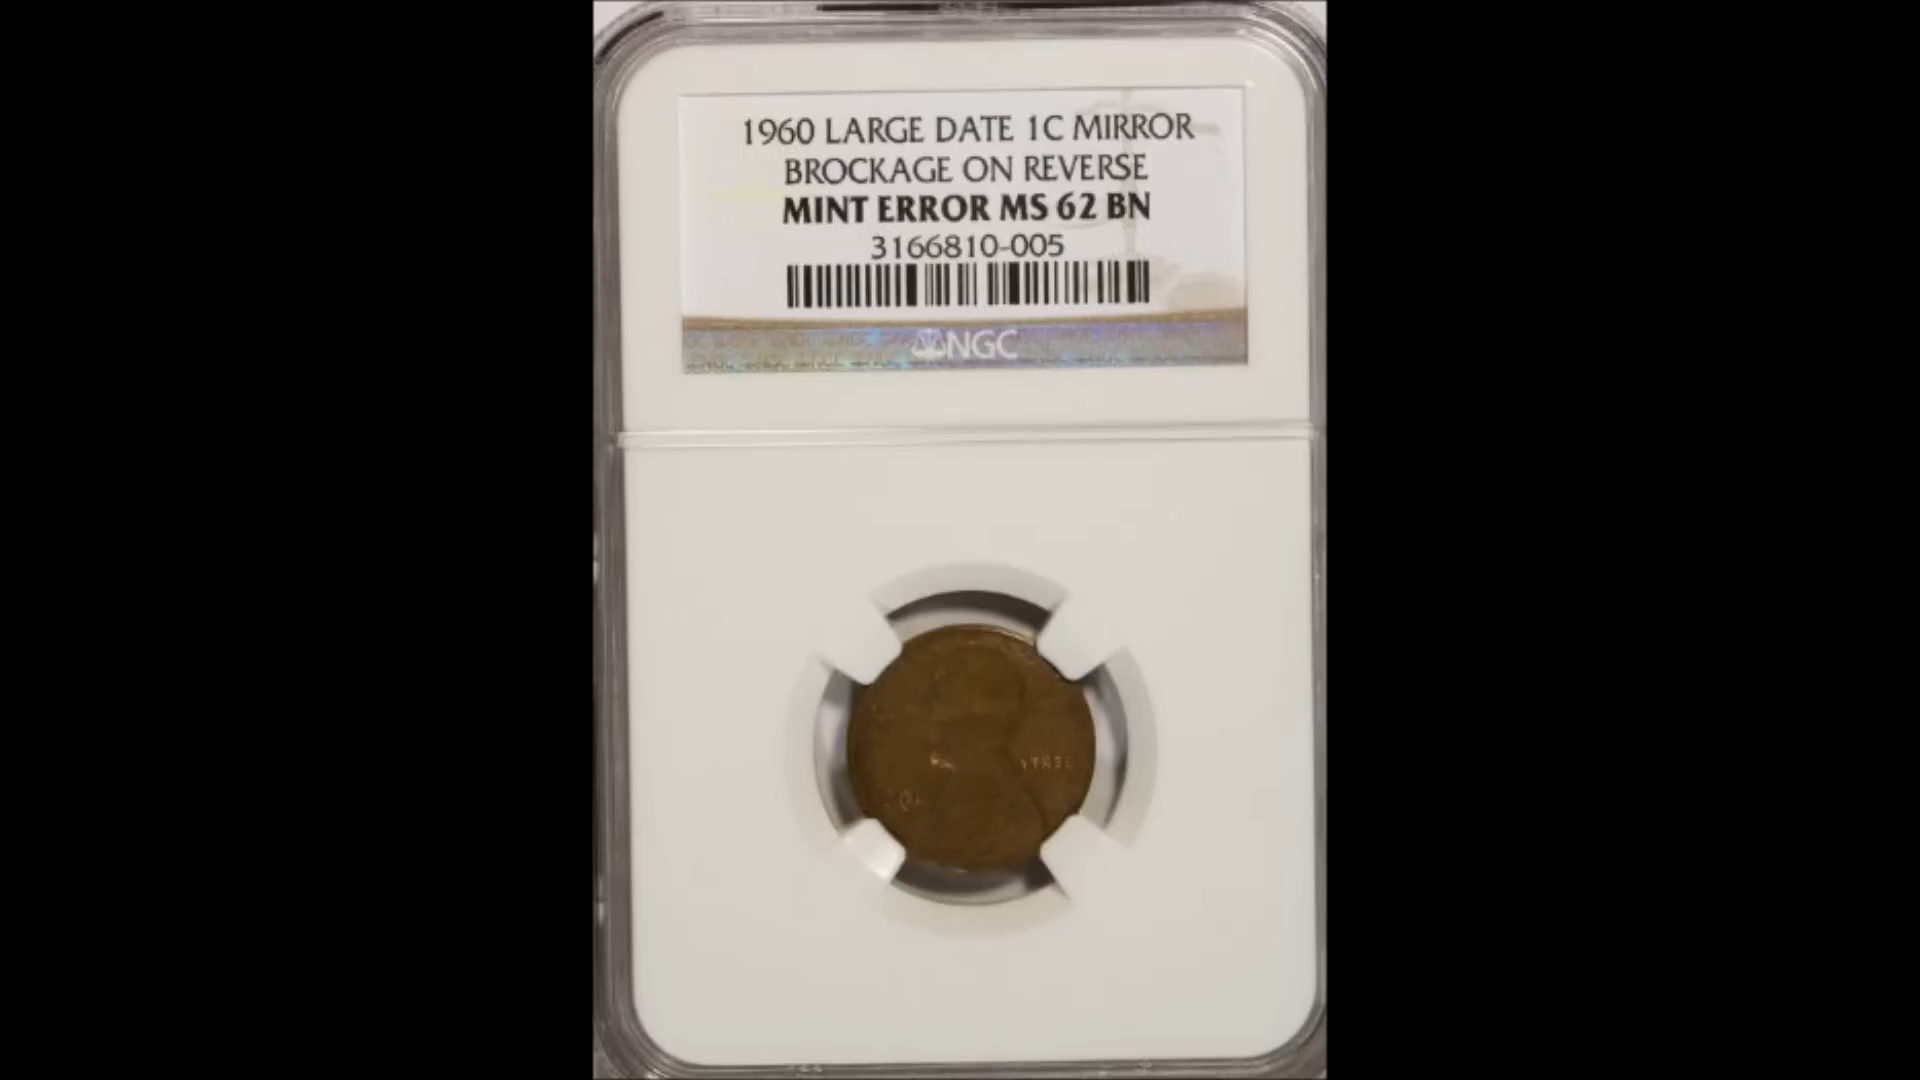 1960 LARGE DATE 1C MIRROR
BROCKAGE ON REVERSE
MINT ERROR MS 62 BN
3166810-005
NGC